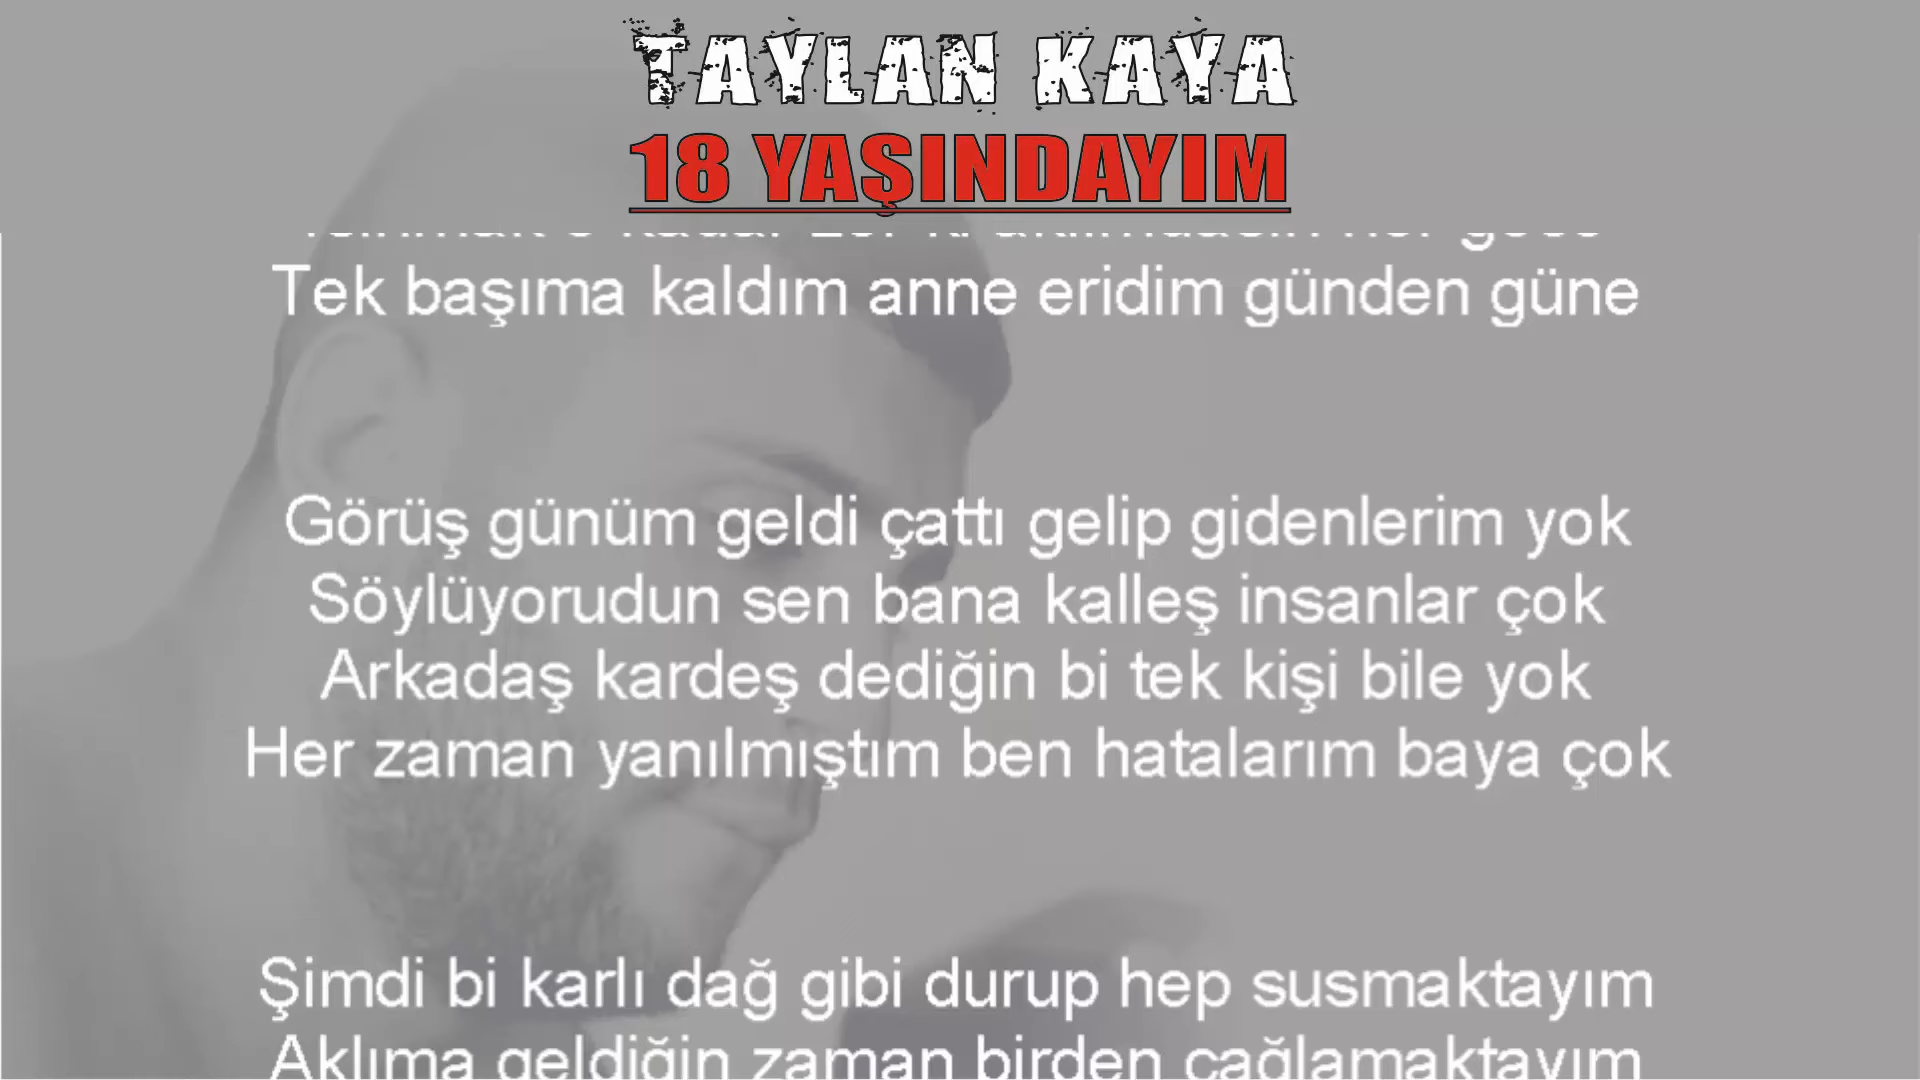 TAYLAN KAYA
18 YAŞINDAYIM
Tek başıma kaldım anne eridim günden güne
Görüş günüm geldi çattı gelip gidenlerim yok
Söylüyorudun sen bana kalleş insanlar çok
Arkadaş kardeş dediğin bi tek kişi bile yok
Her zaman yanılmıştım ben hatalarım baya çok
Şimdi bi karlı dağ gibi durup hep susmaktayım
Aklıma geldiğin zaman birden çağlamaktayım